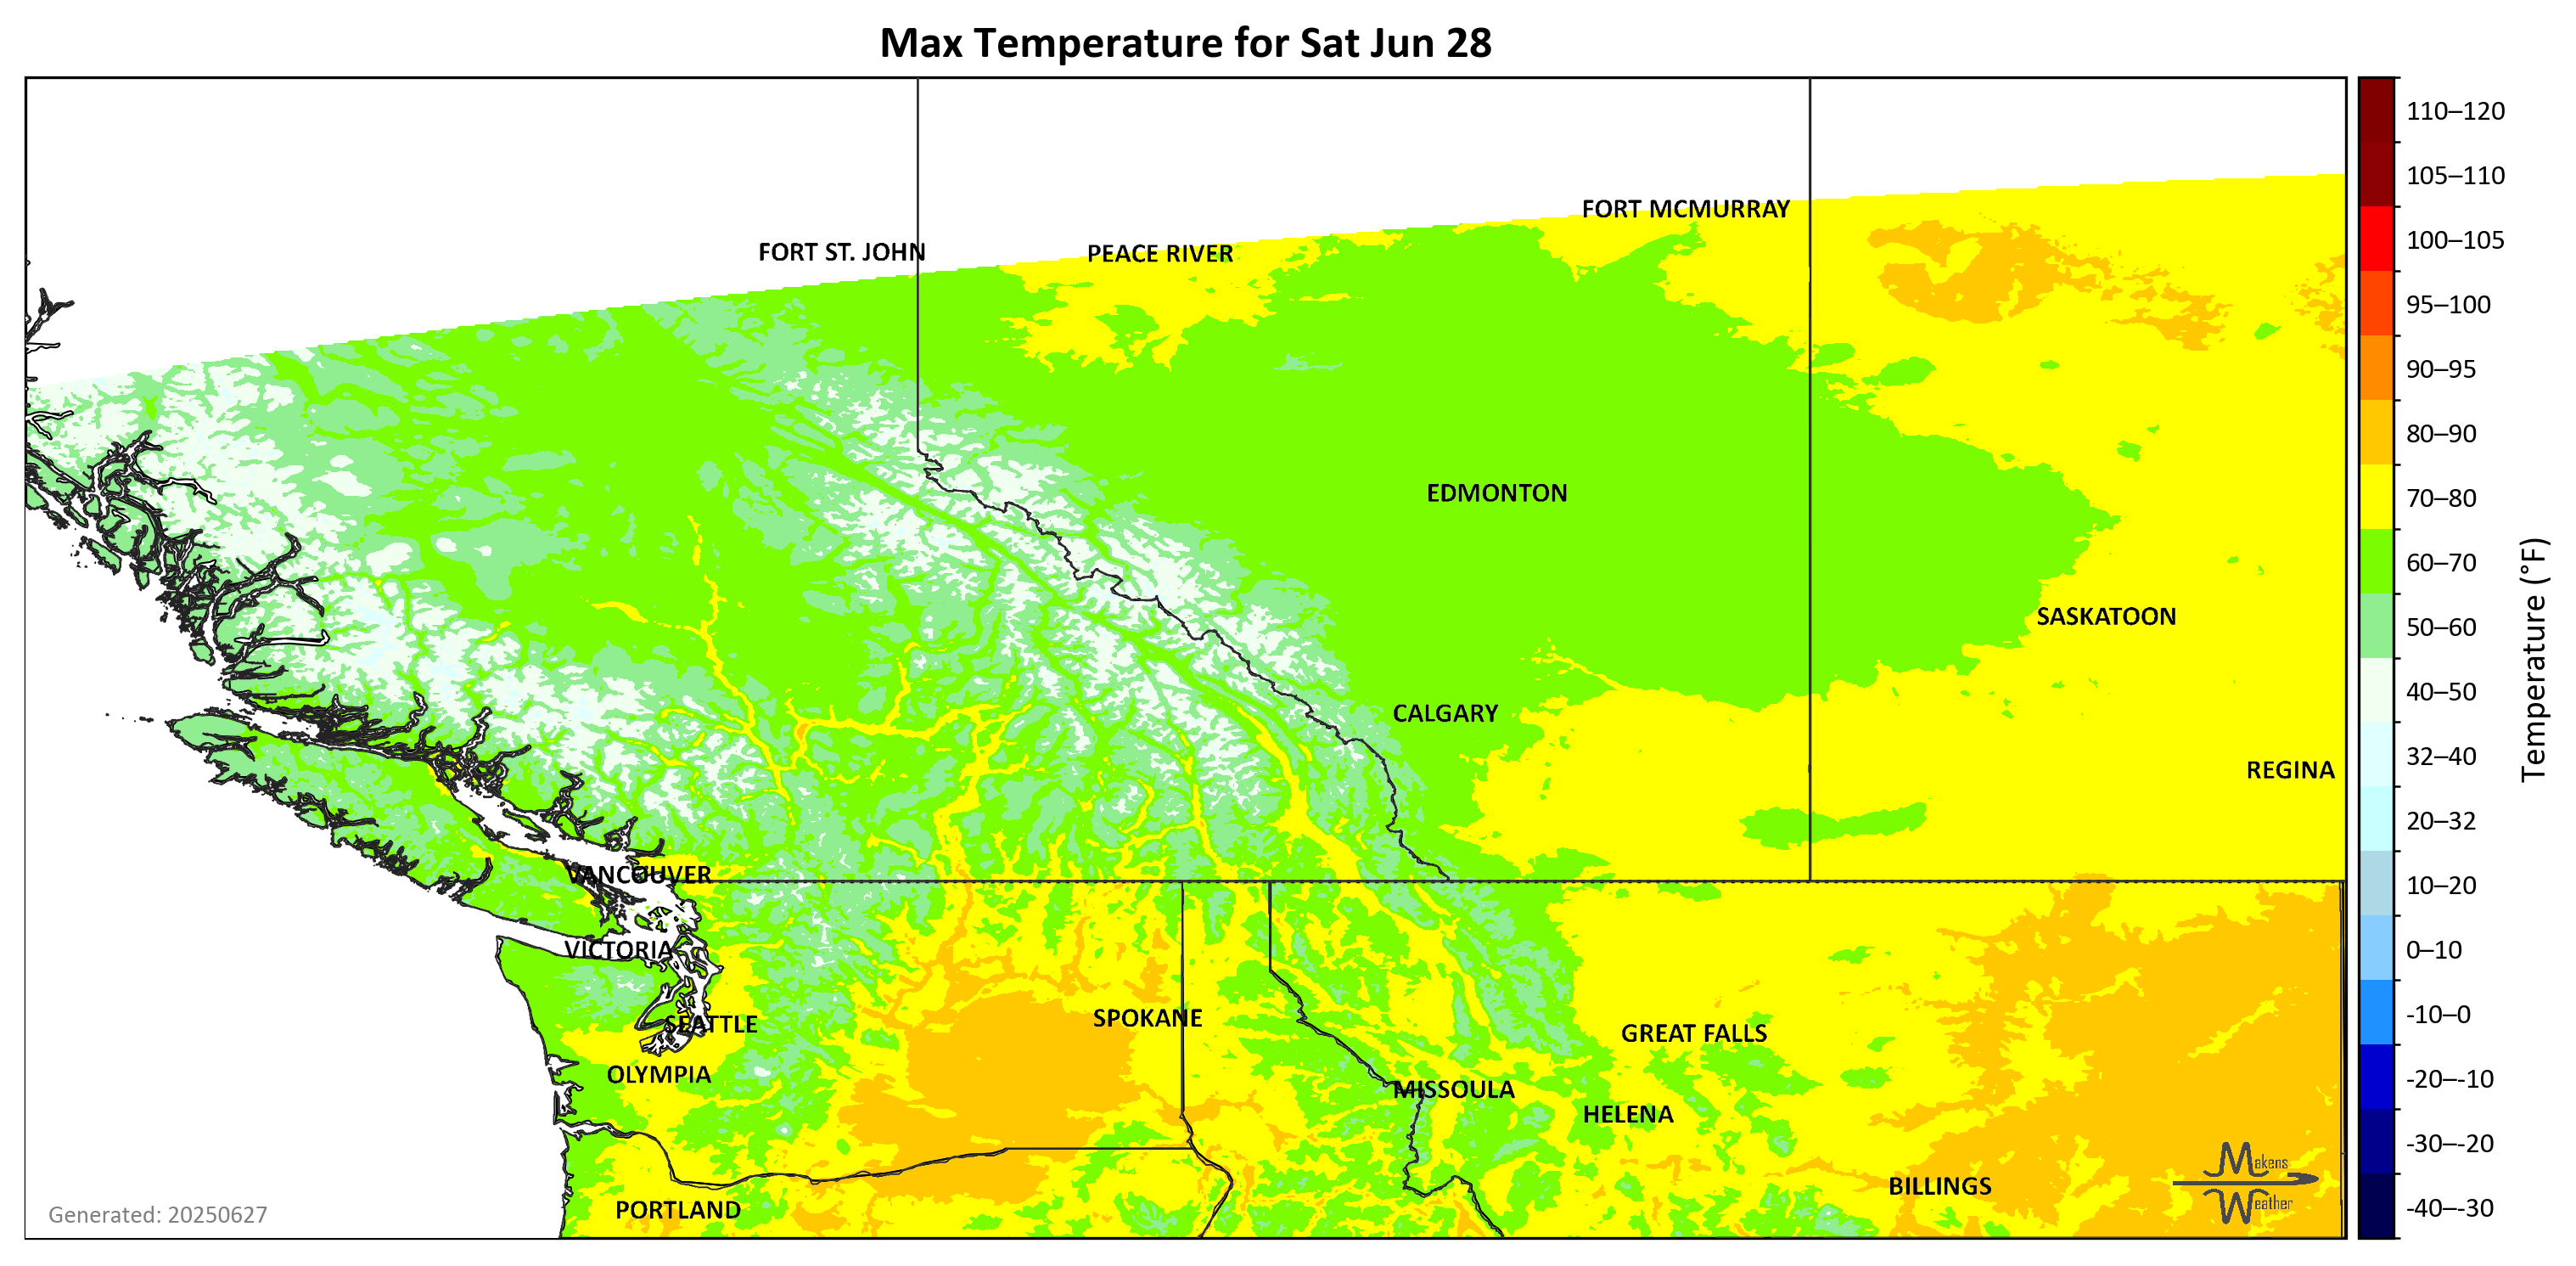 Max Temperature for Sat Jun 28
110–120
105–110
100–105
95–100
90–95
80–90
70–80
60–70
50–60
40–50
32–40
20–32
10–20
0–10
-10–0
-20–-10
-30–-20
-40–-30
Temperature (°F)
FORT MCMURRAY
FORT ST. JOHN
PEACE RIVER
EDMONTON
SASKATOON
CALGARY
REGINA
VANCOUVER
VICTORIA
SEATTLE
SPOKANE
GREAT FALLS
OLYMPIA
MISSOULA
HELENA
BILLINGS
PORTLAND
Makens
Weather
Generated: 20250627